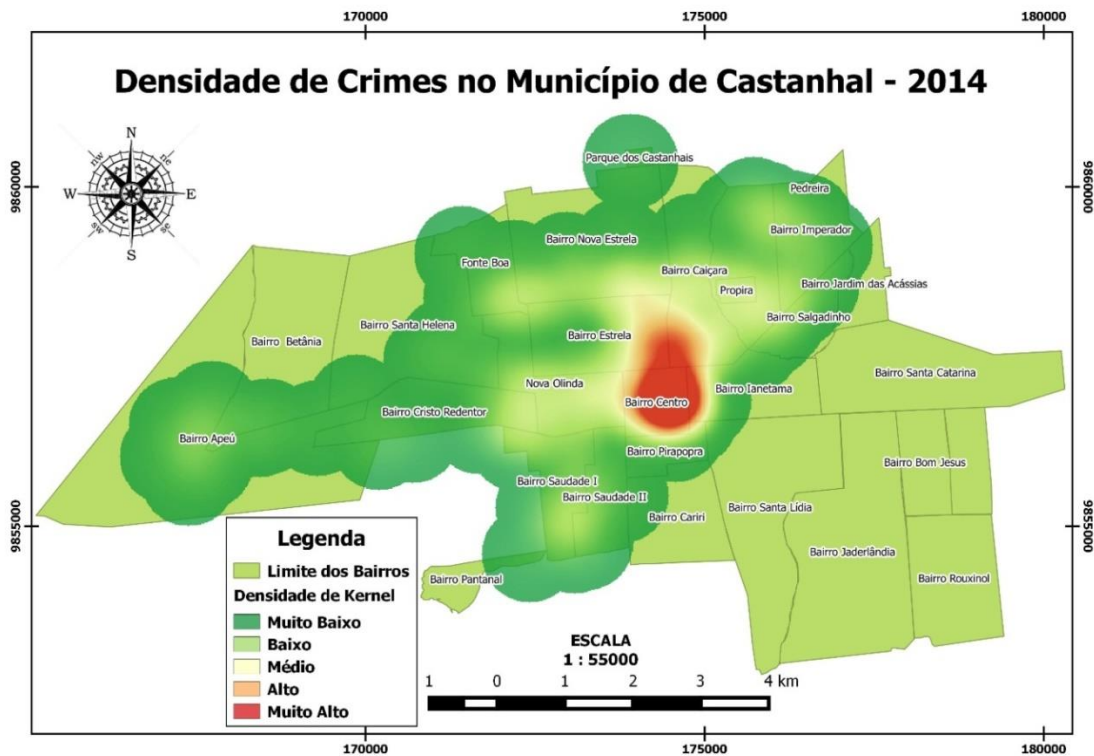 170000
175000
180000
Densidade de Crimes no Município de Castanhal - 2014
N
nw
ne
W
E
sw
se
S
9860000
9860000
Parque dos Castanhais
Pedreira
Bairro Imperador
Bairro Nova Estrela
Fonte Boa
Bairro Caiçara
Propira
Bairro Jardim das Acássias
Bairro Salgadinho
Bairro Santa Helena
Bairro Estrela
Bairro Betânia
Bairro Santa Catarina
Nova Olinda
Bairro Ianetama
Bairro Centro
Bairro Cristo Redentor
Bairro Apeú
Bairro Pirapopra
Bairro Bom Jesus
Bairro Saudade I
Bairro Saudade II
Bairro Cariri
Bairro Santa Lídia
Bairro Jaderlândia
Bairro Pantanal
Bairro Rouxinol
9855000
9855000
Legenda
Limite dos Bairros
Densidade de Kernel
Muito Baixo
Baixo
Médio
Alto
Muito Alto
ESCALA
1 : 55000
1 0 1 2 3 4 km
170000
175000
180000